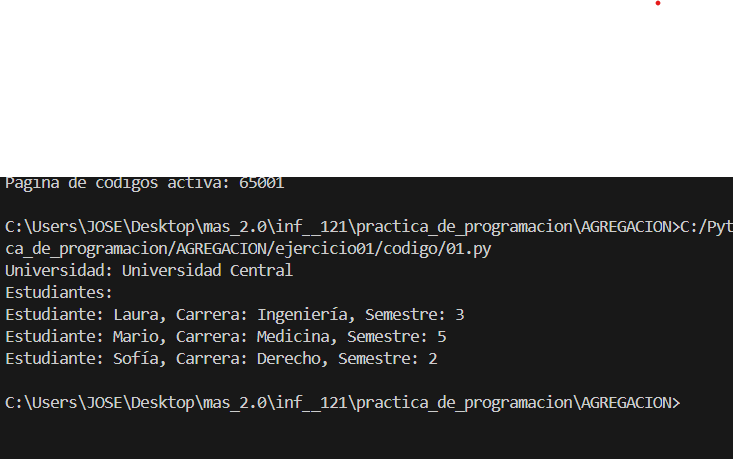 Pagina de codigos activa: 65001
C:\Users\JOSE\Desktop\mas_2.0\inf__121\practica_de_programacion\AGREGACION>C:/Pyt
ca_de_programacion/AGREGACION/ejercicio01/codigo/01.py
Universidad: Universidad Central
Estudiantes:
Estudiante: Laura, Carrera: Ingeniería, Semestre: 3
Estudiante: Mario, Carrera: Medicina, Semestre: 5
Estudiante: Sofía, Carrera: Derecho, Semestre: 2
C:\Users\JOSE\Desktop\mas_2.0\inf__121\practica_de_programacion\AGREGACION>